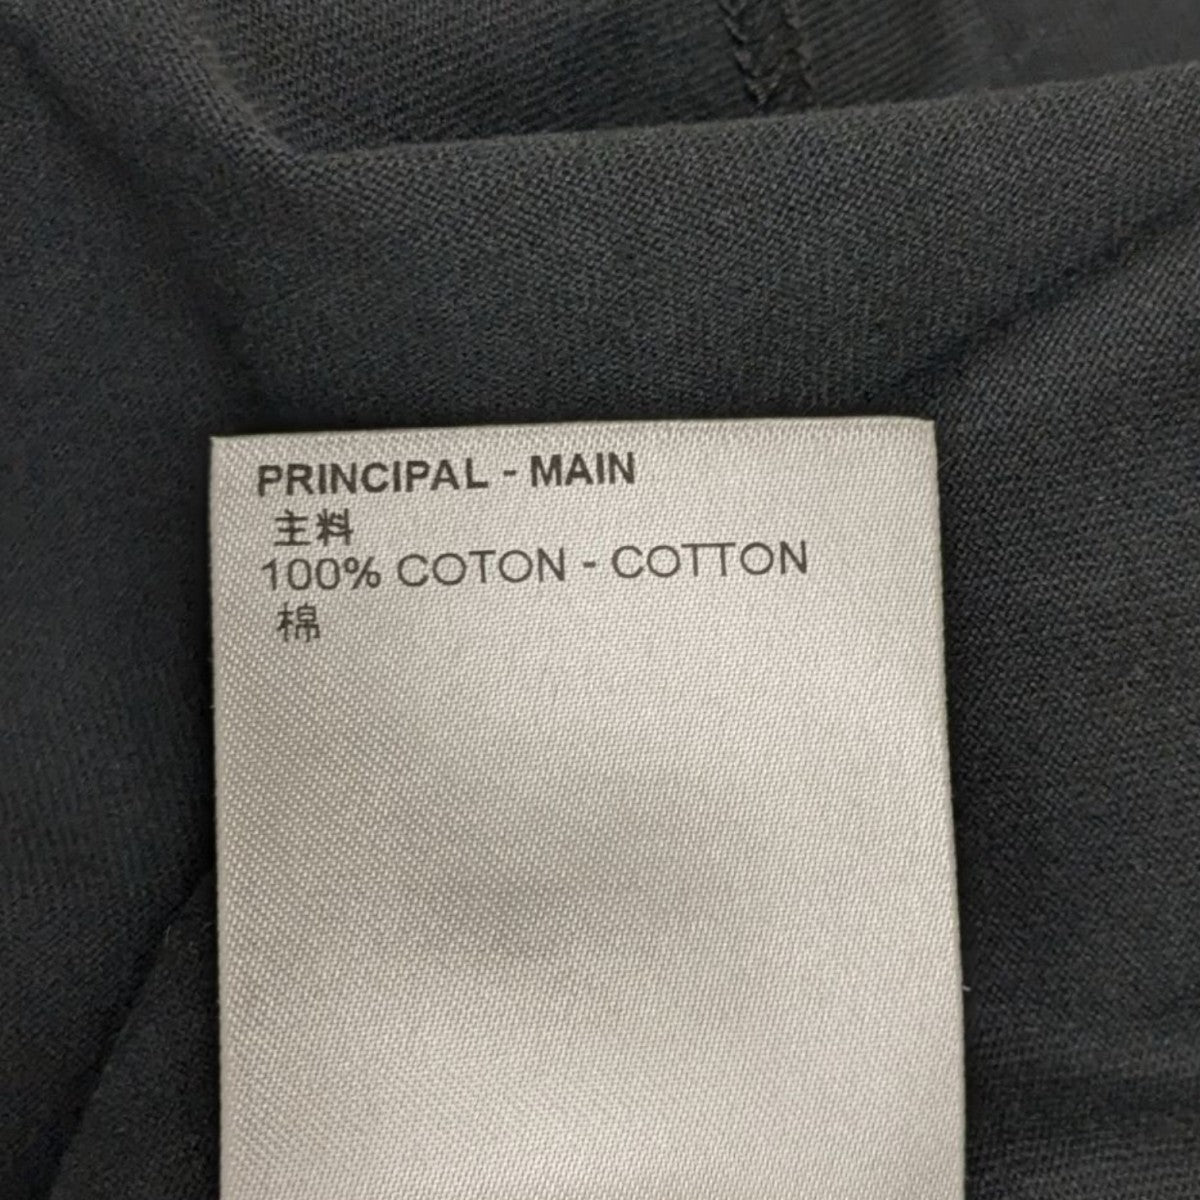 PRINCIPAL - MAIN
主料
100% COTON - COTTON
棉